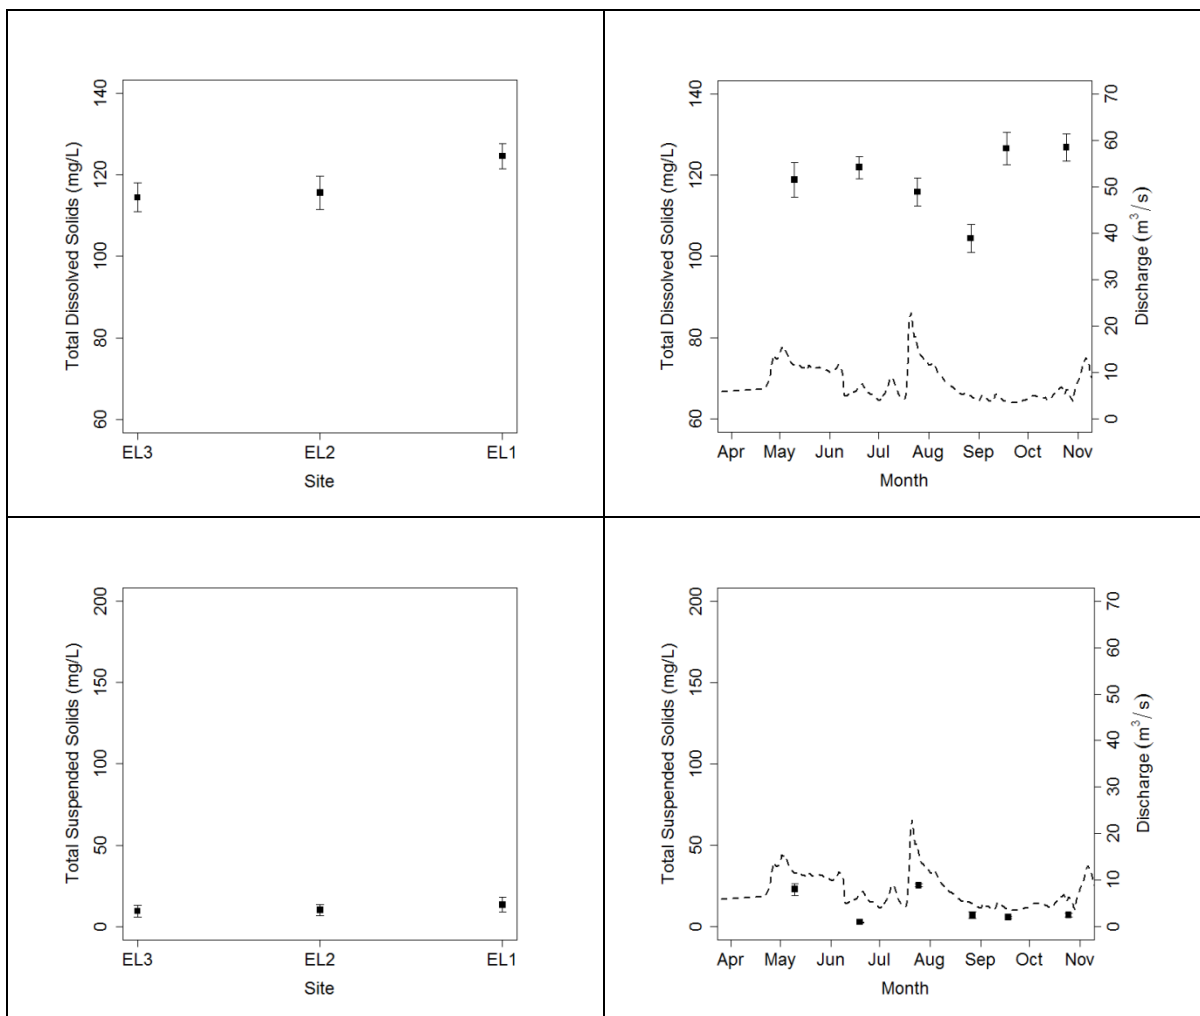 Total Dissolved Solids (mg/L)
140
120
100
80
60
EL3 EL2 EL1
Site
Total Dissolved Solids (mg/L)
140
120
100
80
60
70
60
50
40
30
20
10
0
Discharge (m³/s)
Apr May Jun Jul Aug Sep Oct Nov
Month
Total Suspended Solids (mg/L)
200
150
100
50
0
EL3 EL2 EL1
Site
Total Suspended Solids (mg/L)
200
150
100
50
0
70
60
50
40
30
20
10
0
Discharge (m³/s)
Apr May Jun Jul Aug Sep Oct Nov
Month